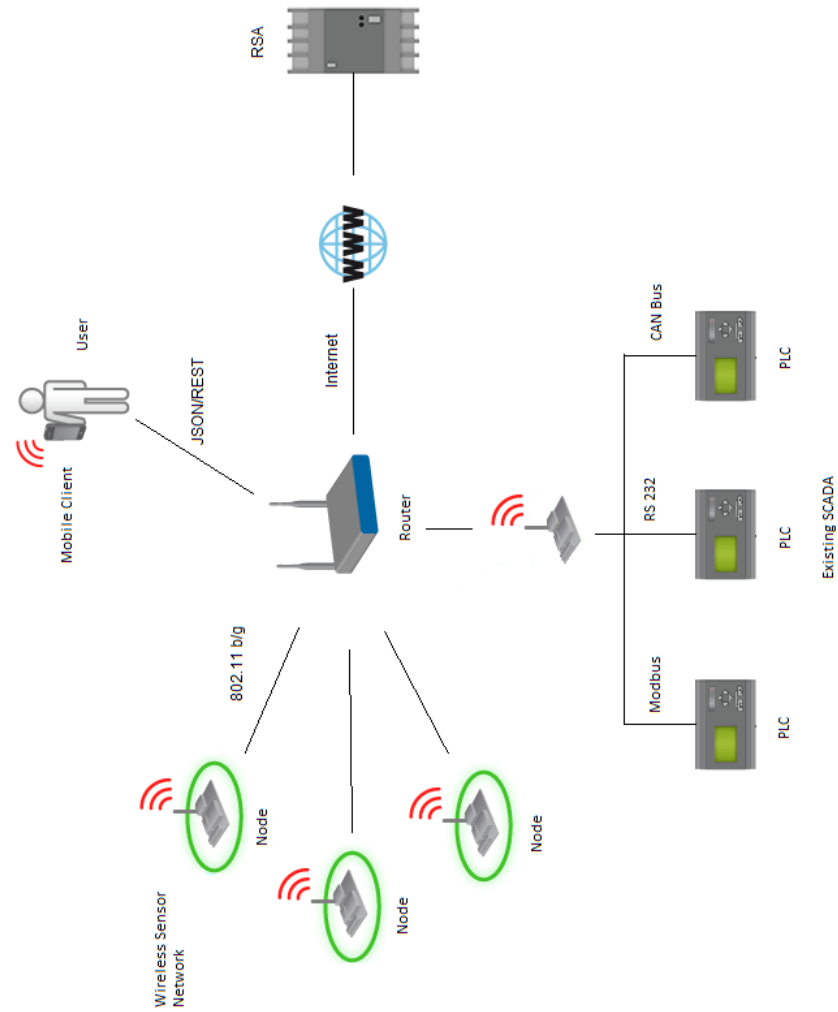 Mobile Client
User
Wireless Sensor
Network
JSON/REST
802.11 b/g
RSA
Node
Internet
WWW
Node
Router
Node
Modbus
RS 232
CAN Bus
PLC
PLC
PLC
Existing SCADA